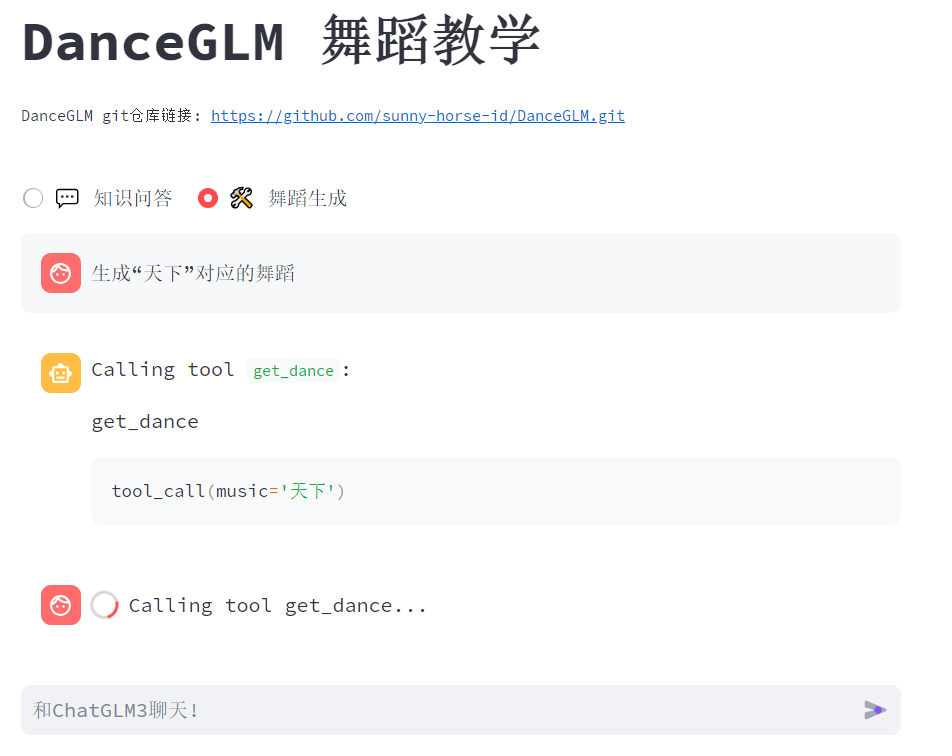 DanceGLM 舞蹈教学
DanceGLM git仓库链接: https://github.com/sunny-horse-id/DanceGLM.git
知识问答 舞蹈生成
生成“天下”对应的舞蹈
Calling tool get_dance:
get_dance
tool_call(music='天下')
Calling tool get_dance...
和ChatGLM3聊天!